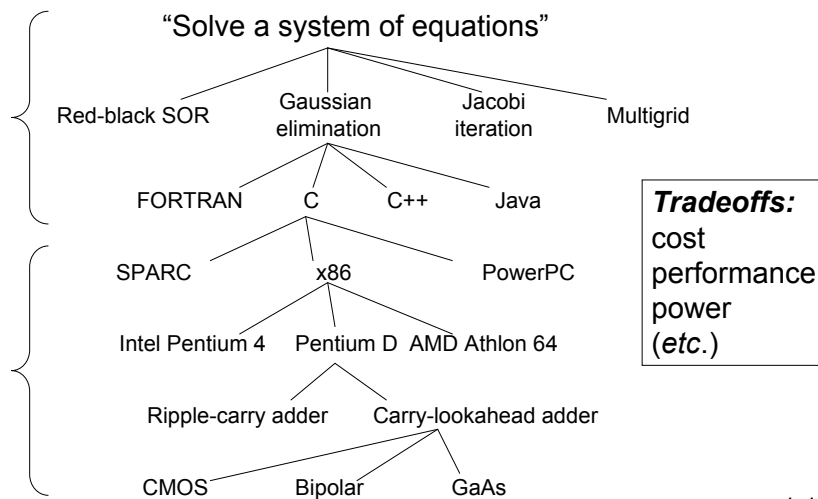 “Solve a system of equations”
Red-black SOR
Gaussian
elimination
Jacobi
iteration
Multigrid
FORTRAN C C++ Java
SPARC x86 PowerPC
Intel Pentium 4 Pentium D AMD Athlon 64
Ripple-carry adder Carry-lookahead adder
CMOS Bipolar GaAs
Tradeoffs:
cost
performance
power
(etc.)